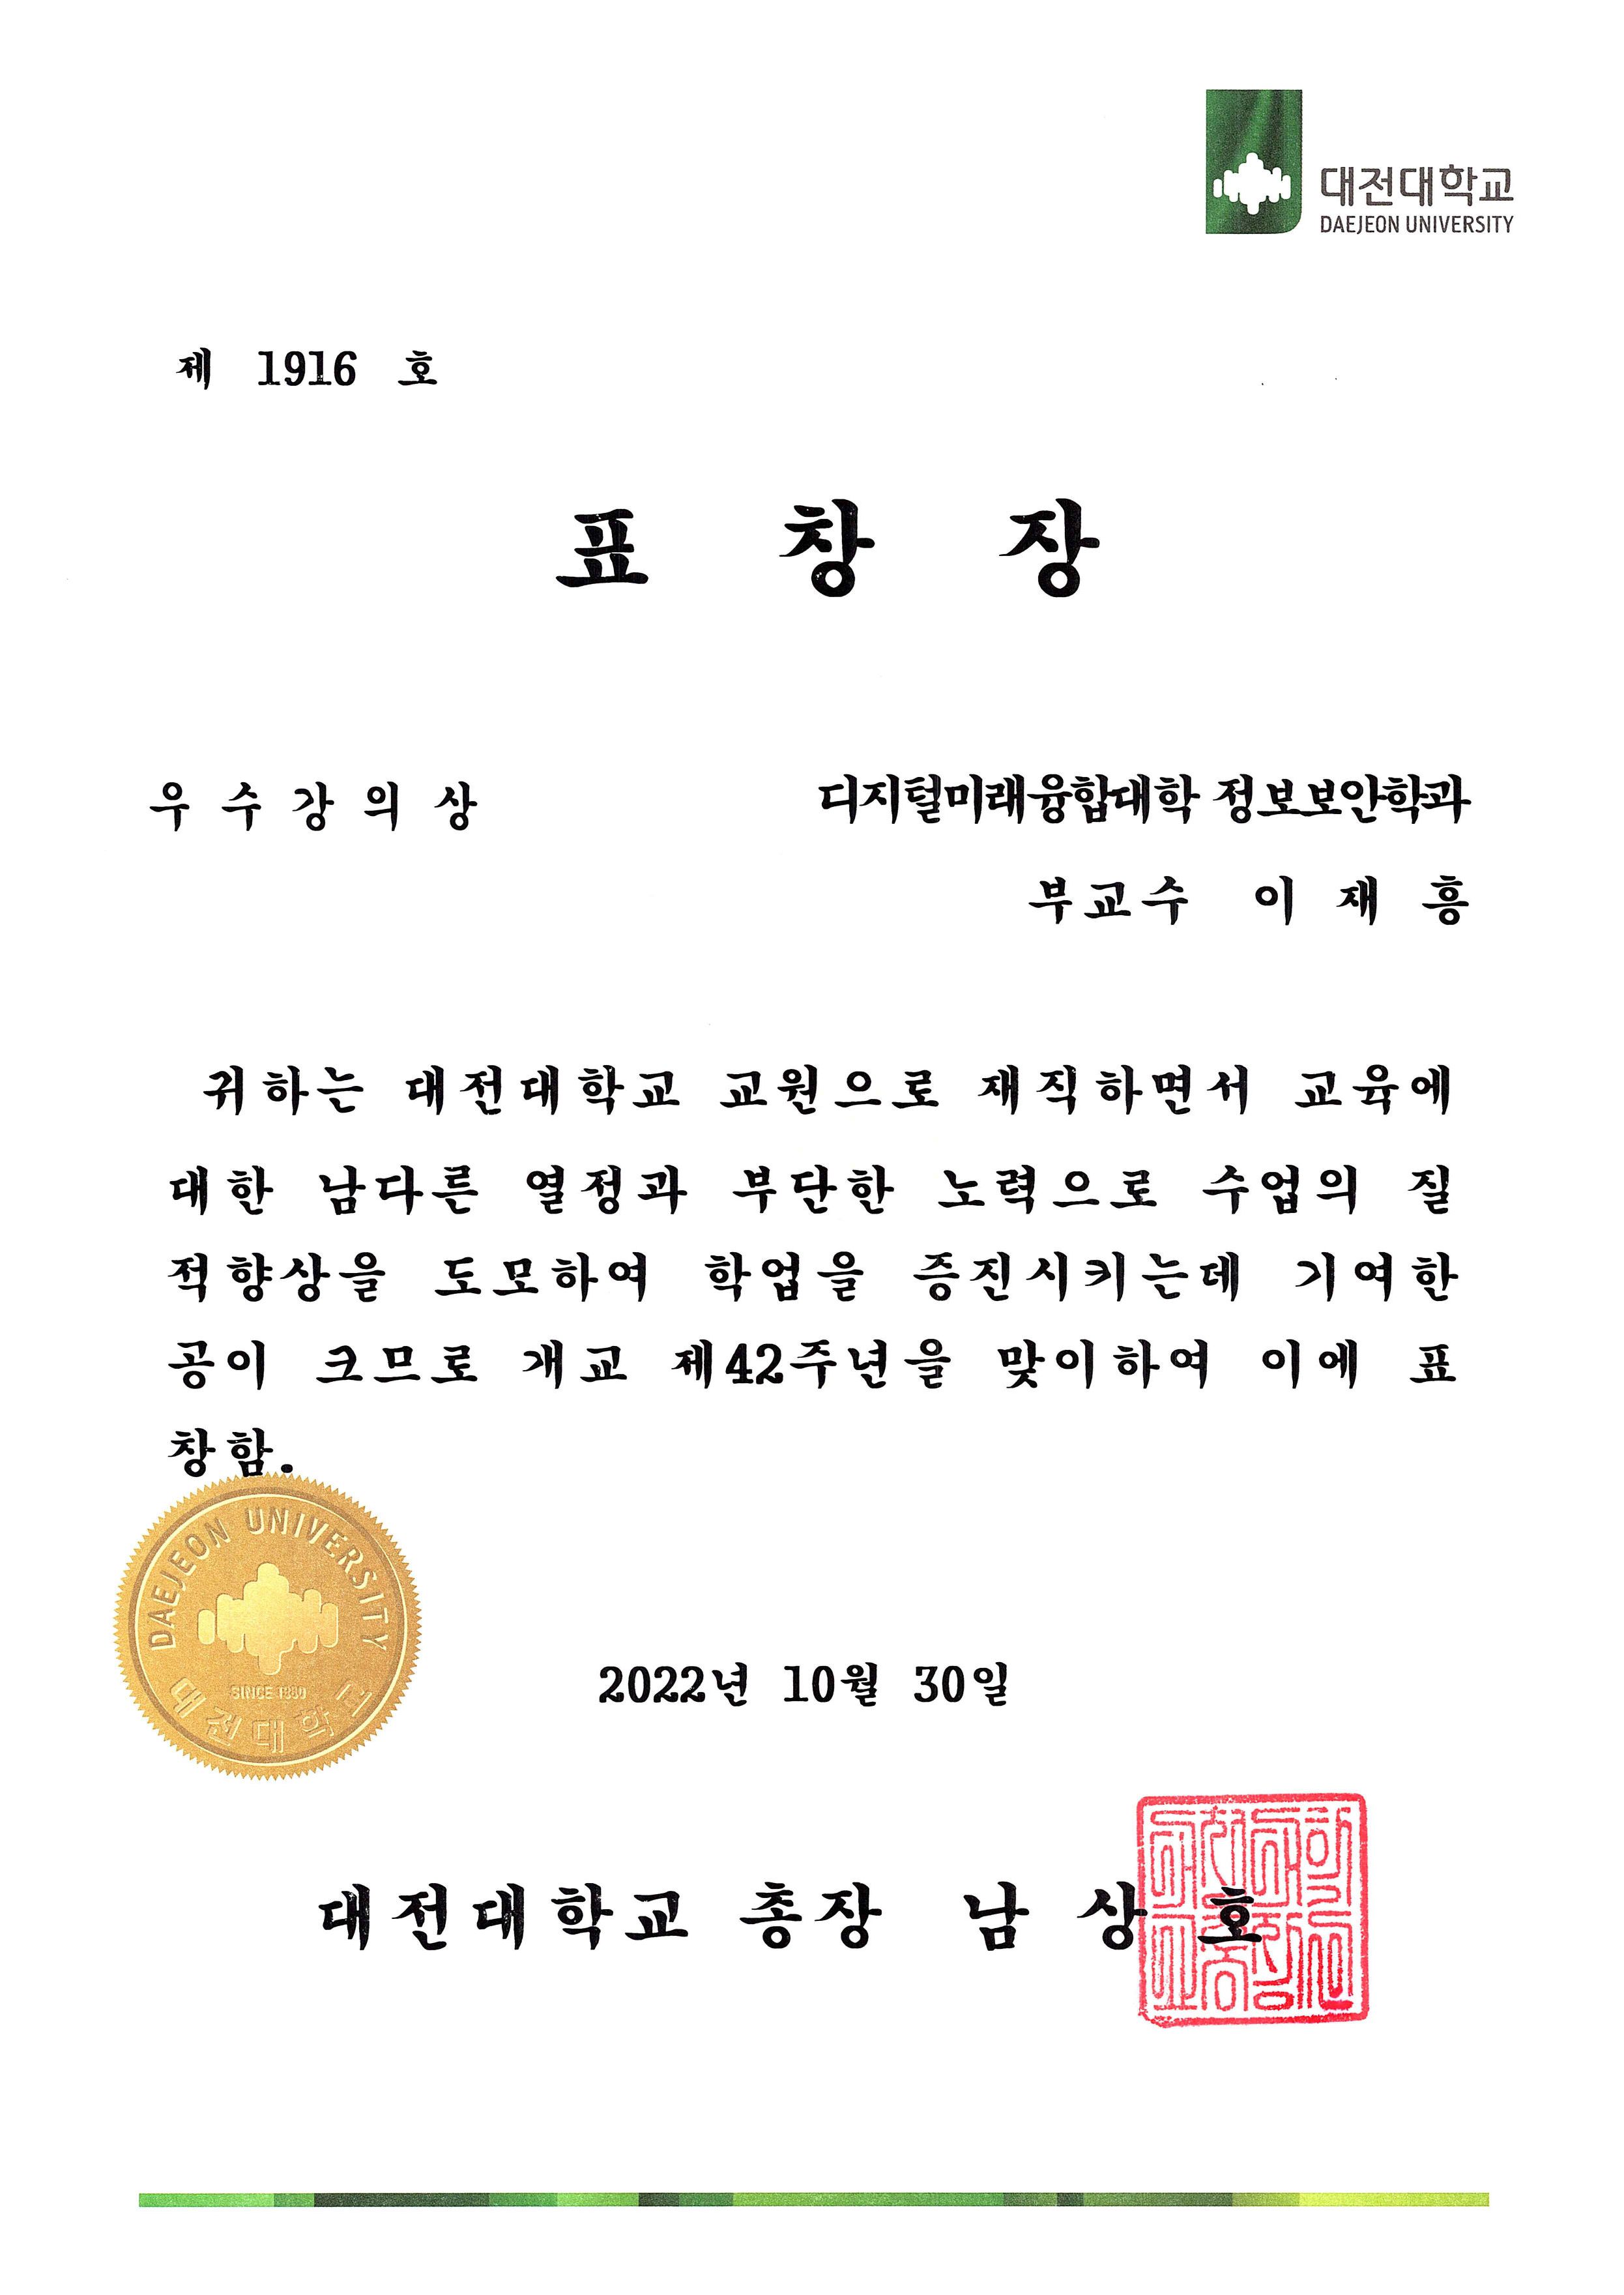 대전대학교
DAEJEON UNIVERSITY
제 1916 호
표 창 장
우 수 강 의 상
디지털미래융합대학 정보보안학과
부교수 이 재 흥
귀하는 대전대학교 교원으로 재직하면서 교육에
대한 남다른 열정과 부단한 노력으로 수업의 질
적향상을 도모하여 학업을 증진시키는데 기여한
공이 크므로 개교 제42주년을 맞이하여 이에 표
창함.
DAEJEON UNIVERSITY
SINCE 1980
대전대학교
2022년 10월 30일
대전대학교 총장 남 상 호